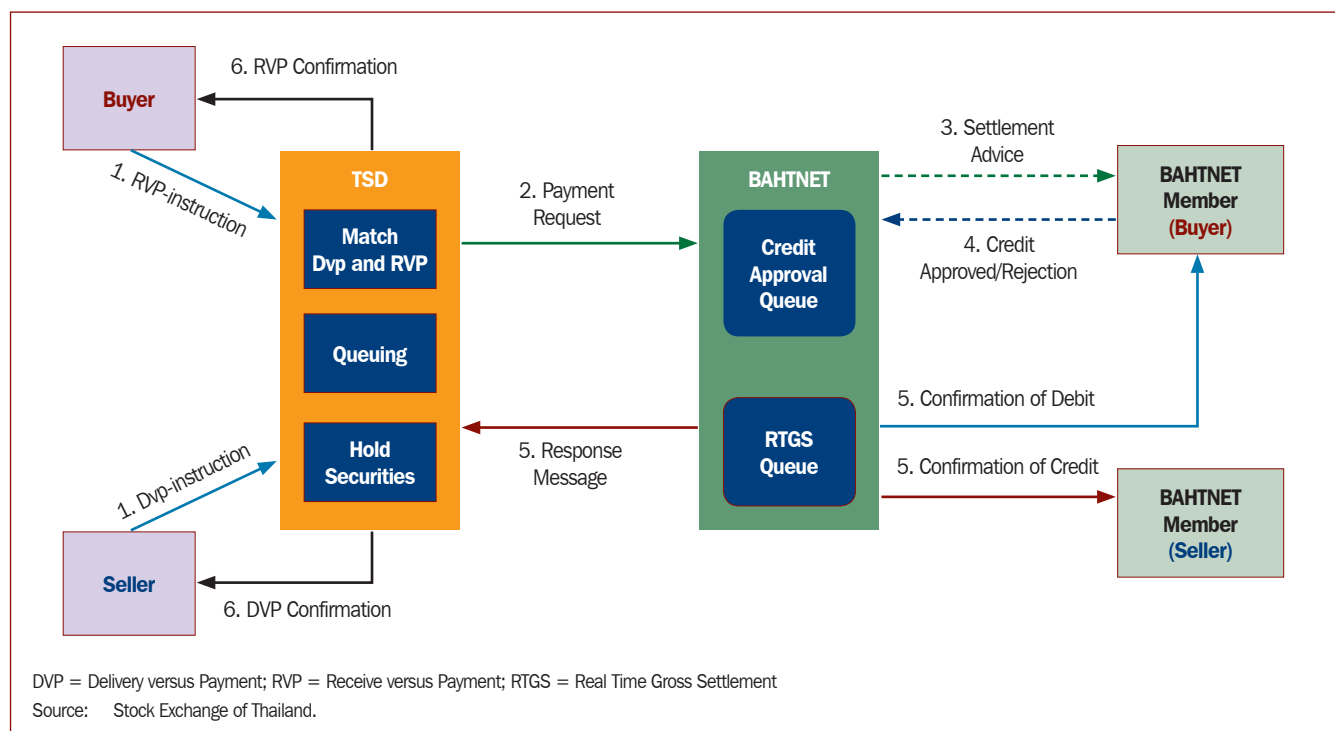 6. RVP Confirmation
Buyer
1. RVP-instruction
TSD
Match
Dvp and RVP
Queuing
Hold
Securities
2. Payment
Request
BAHTNET
Credit
Approval
Queue
RTGS
Queue
3. Settlement
Advice
4. Credit
Approved/Rejection
BAHTNET
Member
(Buyer)
5. Response
Message
5. Confirmation of Debit
5. Confirmation of Credit
BAHTNET
Member
(Seller)
1. Dvp-instruction
Seller
6. DVP Confirmation
DVP = Delivery versus Payment; RVP = Receive versus Payment; RTGS = Real Time Gross Settlement
Source: Stock Exchange of Thailand.